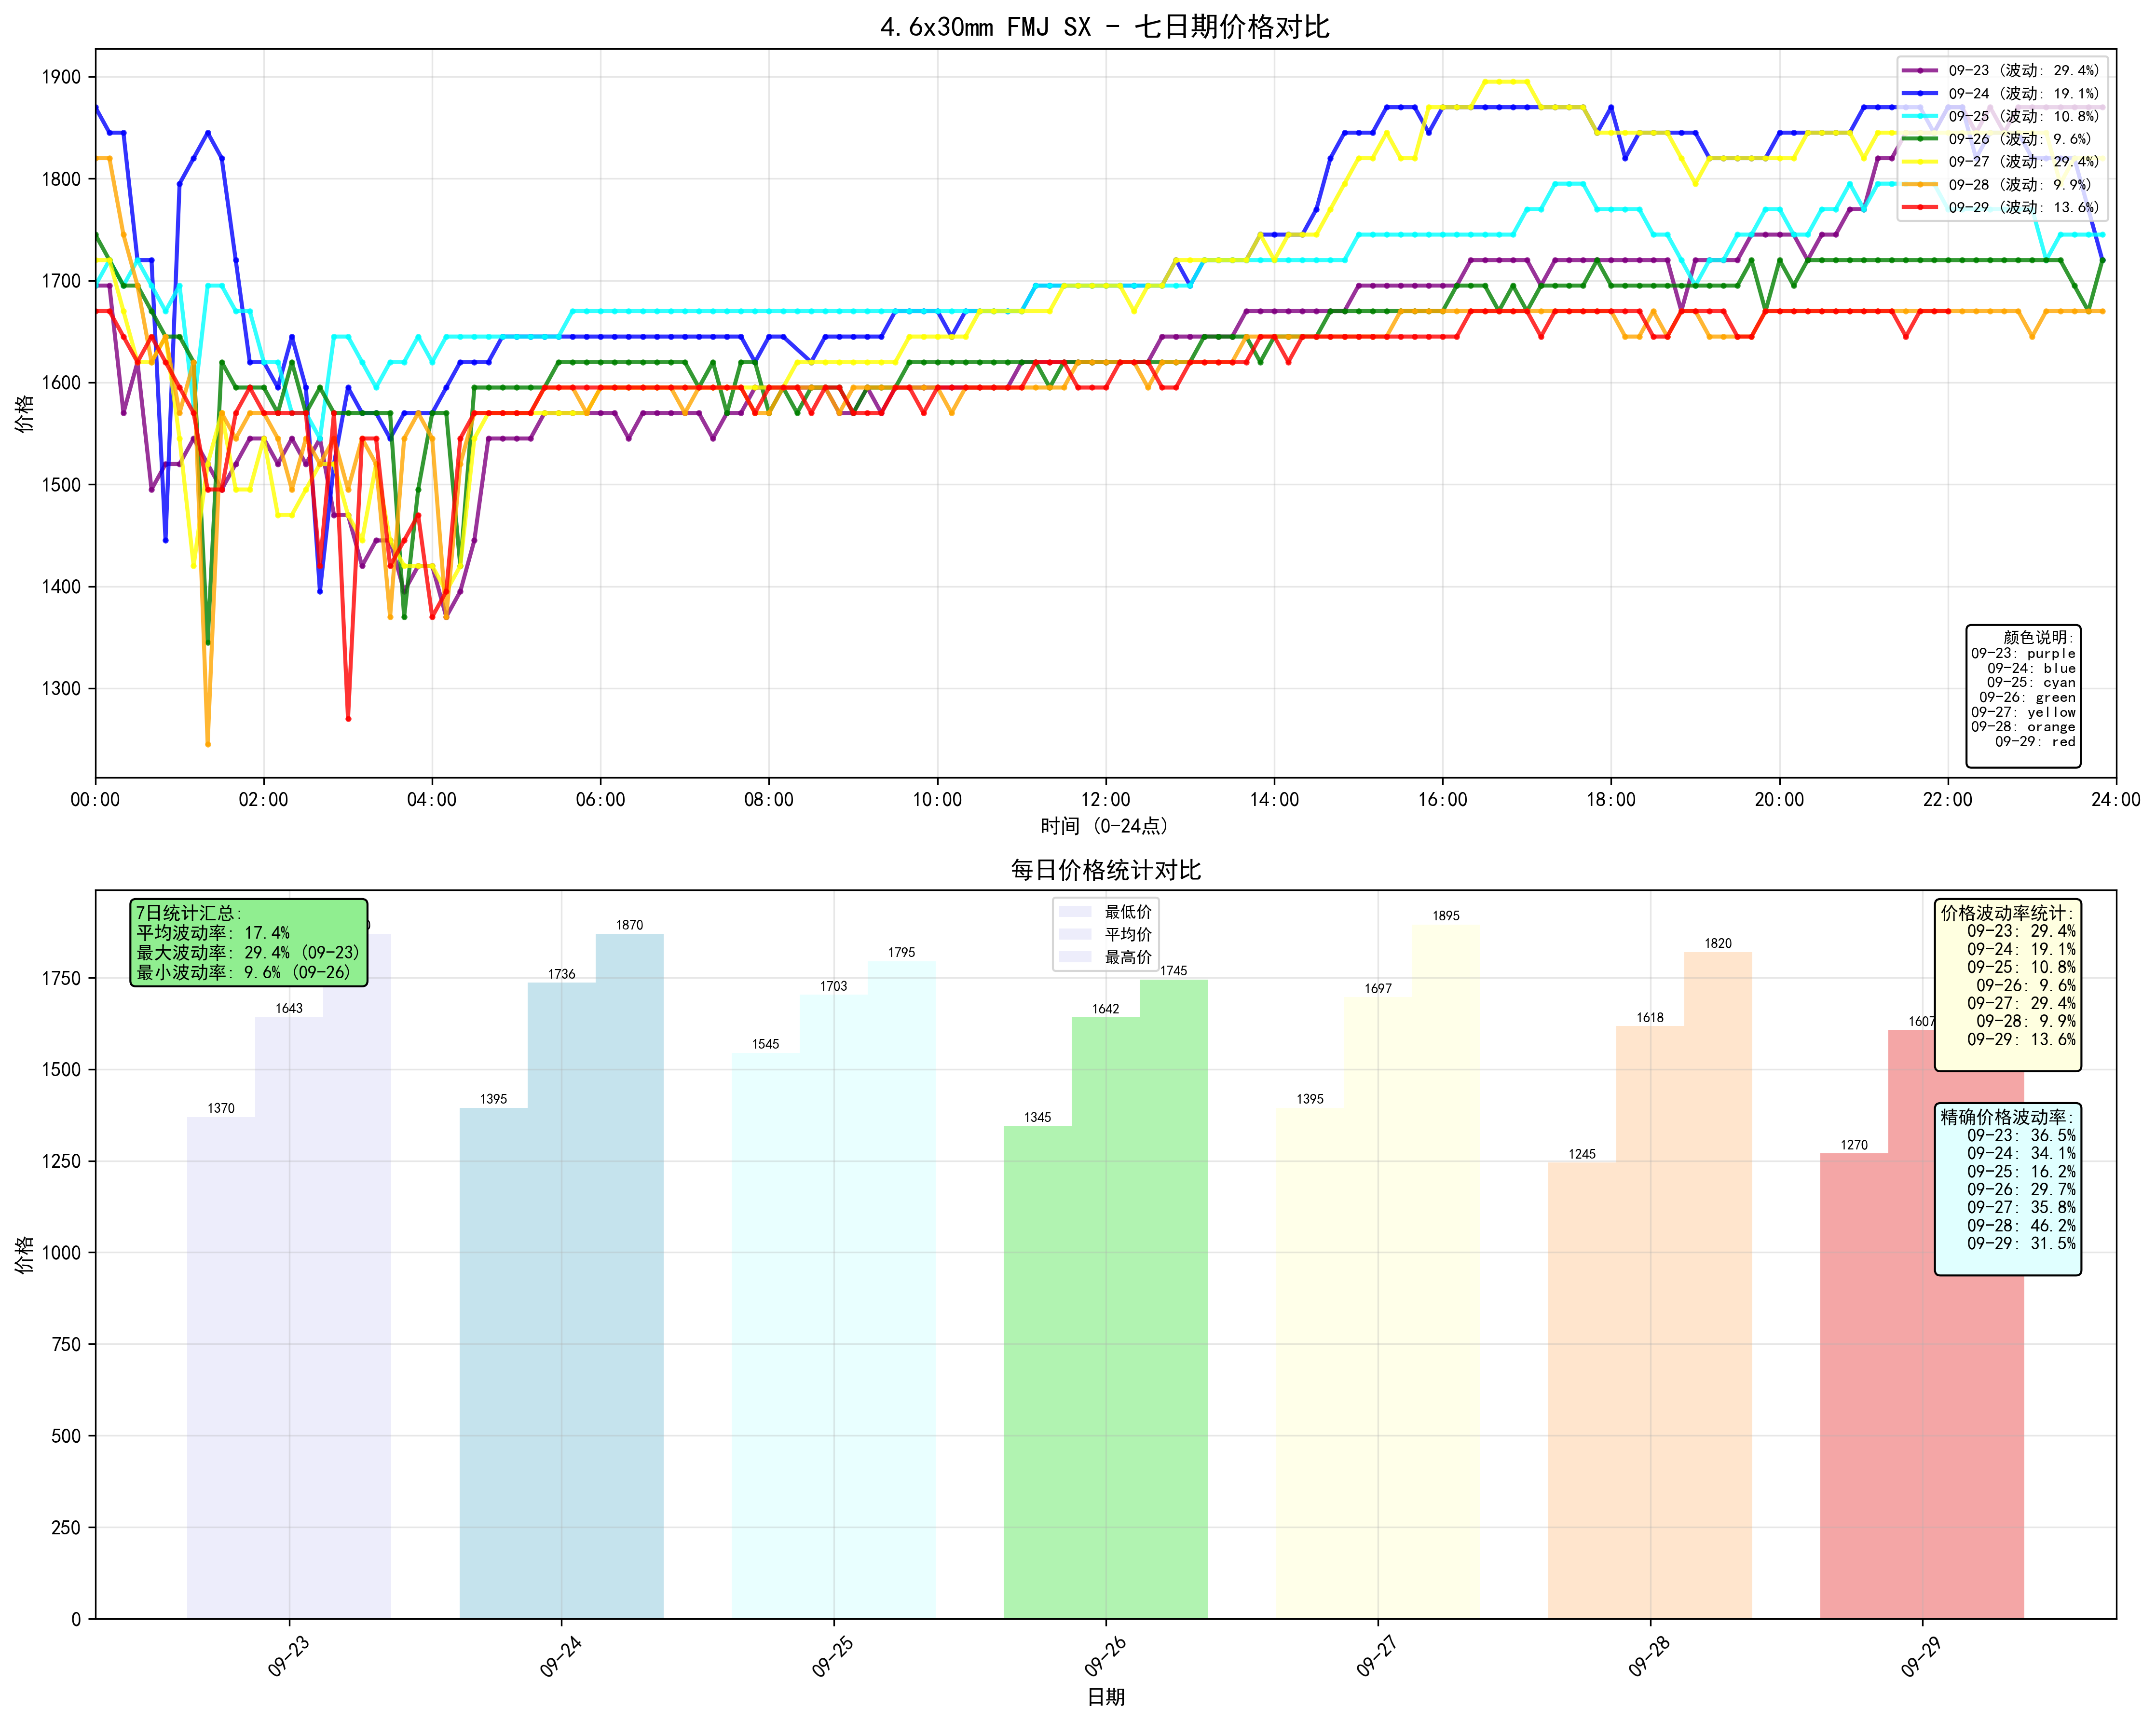 4.6x30mm FMJ SX - 七日期价格对比
价格
1900
1800
1700
1600
1500
1400
1300
09-23 (波动: 29.4%)
09-24 (波动: 19.1%)
09-25 (波动: 10.8%)
09-26 (波动: 9.6%)
09-27 (波动: 29.4%)
09-28 (波动: 9.9%)
09-29 (波动: 13.6%)
颜色说明:
09-23: purple
09-24: blue
09-25: cyan
09-26: green
09-27: yellow
09-28: orange
09-29: red
00:00 02:00 04:00 06:00 08:00 10:00 12:00 14:00 16:00 18:00 20:00 22:00 24:00
时间 (0-24点)
每日价格统计对比
价格
1750
1500
1250
1000
750
500
250
0
7日统计汇总:
平均波动率: 17.4%
最大波动率: 29.4% (09-23)
最小波动率: 9.6% (09-26)
最低价
平均价
最高价
价格波动率统计:
09-23: 29.4%
09-24: 19.1%
09-25: 10.8%
09-26: 9.6%
09-27: 29.4%
09-28: 9.9%
09-29: 13.6%
精确价格波动率:
09-23: 36.5%
09-24: 34.1%
09-25: 16.2%
09-26: 29.7%
09-27: 35.8%
09-28: 46.2%
09-29: 31.5%
1370 1643
1395 1736 1870
1545 1703 1795
1345 1642 1745
1395 1697 1895
1245 1618 1820
1270 1607
09-23 09-24 09-25 09-26 09-27 09-28 09-29
日期